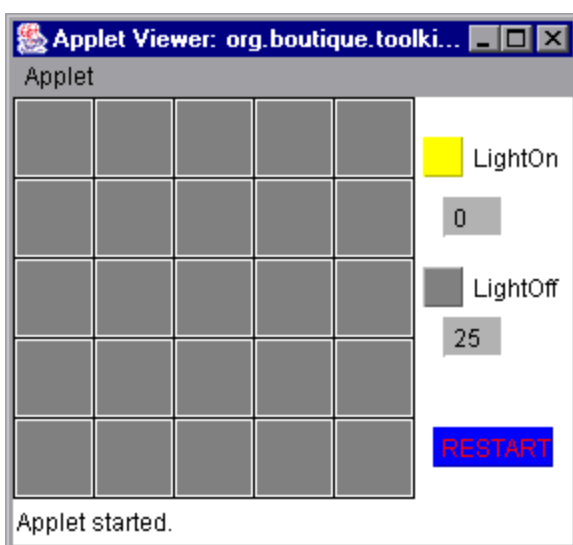 Applet Viewer: org.boutique.toolki...
Applet
LightOn
0
LightOff
25
RESTART
Applet started.